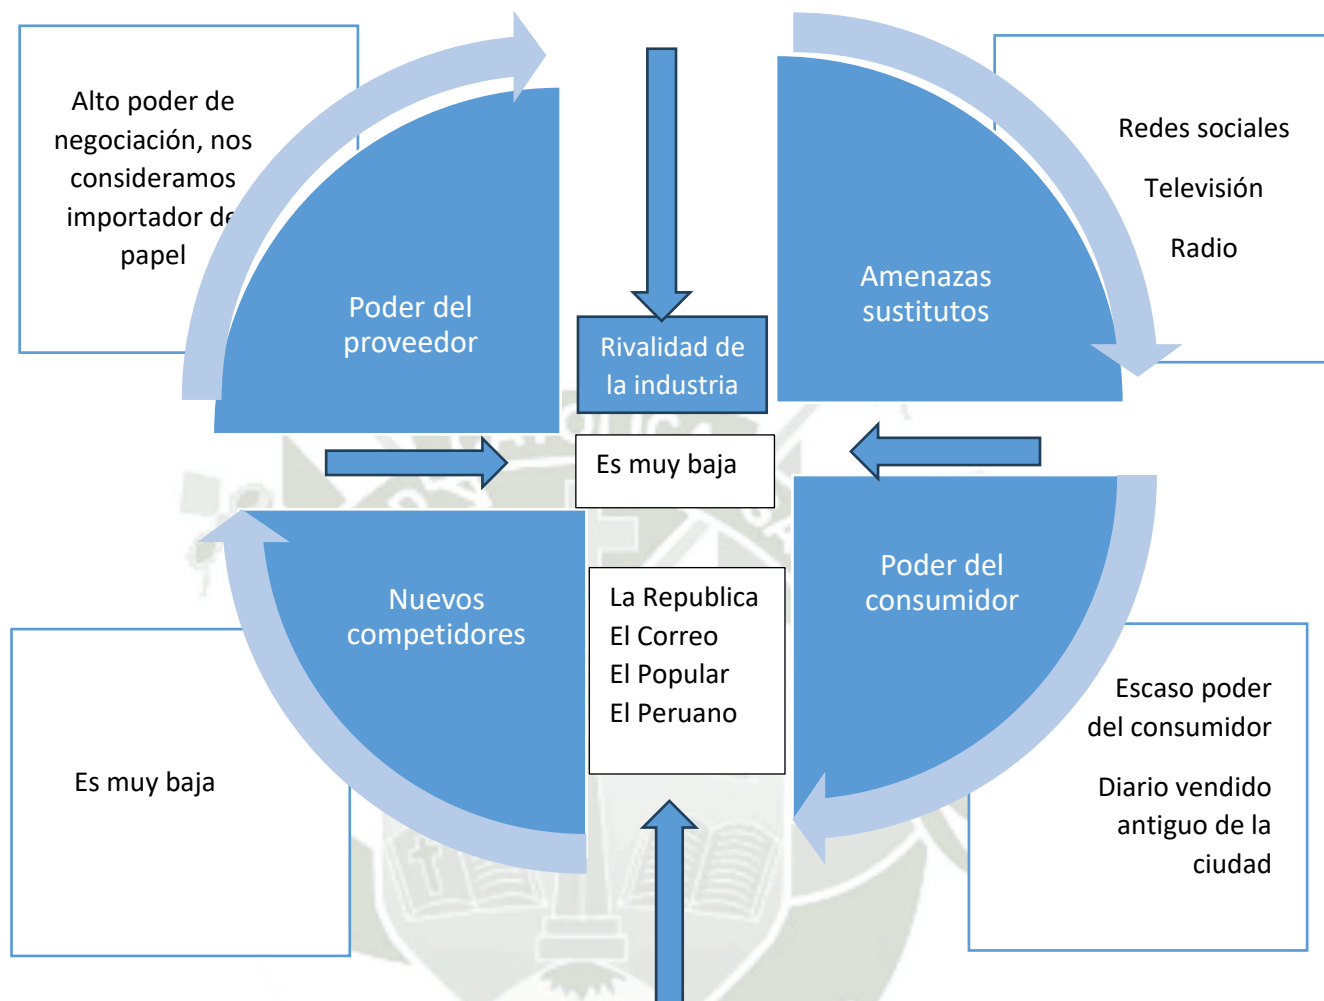 Alto poder de
negociación, nos
consideramos
importador de
papel
Poder del
proveedor
Rivalidad de
la industria
Es muy baja
Amenazas
sustitutos
Redes sociales
Televisión
Radio
Nuevos
competidores
Es muy baja
La Republica
El Correo
El Popular
El Peruano
Poder del
consumidor
Escaso poder
del consumidor
Diario vendido
antiguo de la
ciudad